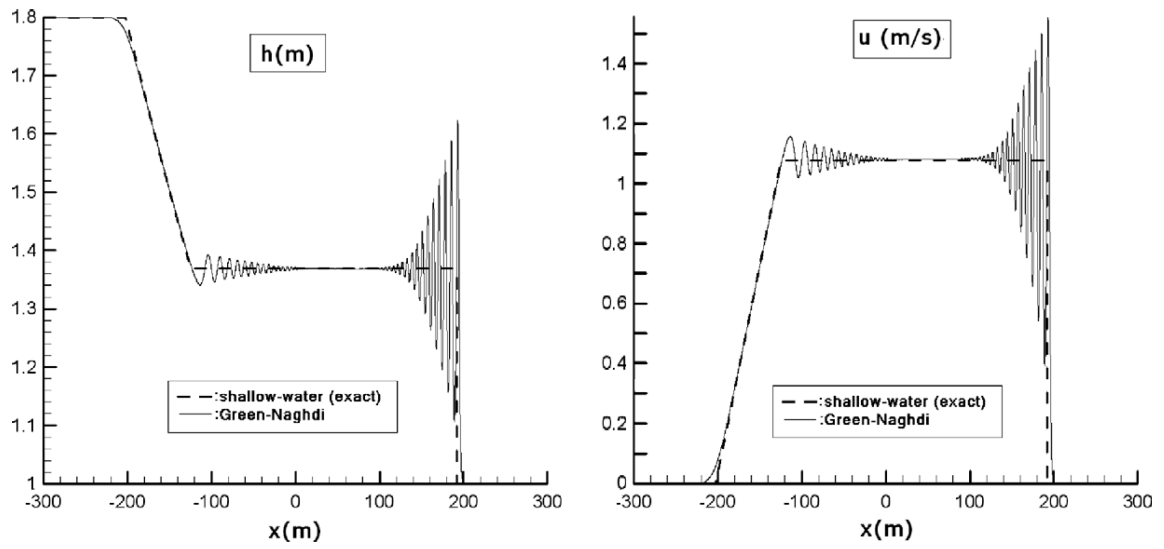 h(m)
1.8
1.7
1.6
1.5
1.4
1.3
1.2
1.1
1
– –:shallow-water (exact)
—:Green-Naghdi
-300 -200 -100 0 100 200 300
x(m)
u (m/s)
1.4
1.2
1
0.8
0.6
0.4
0.2
0
– –:shallow-water (exact)
—:Green-Naghdi
-300 -200 -100 0 100 200 300
x(m)